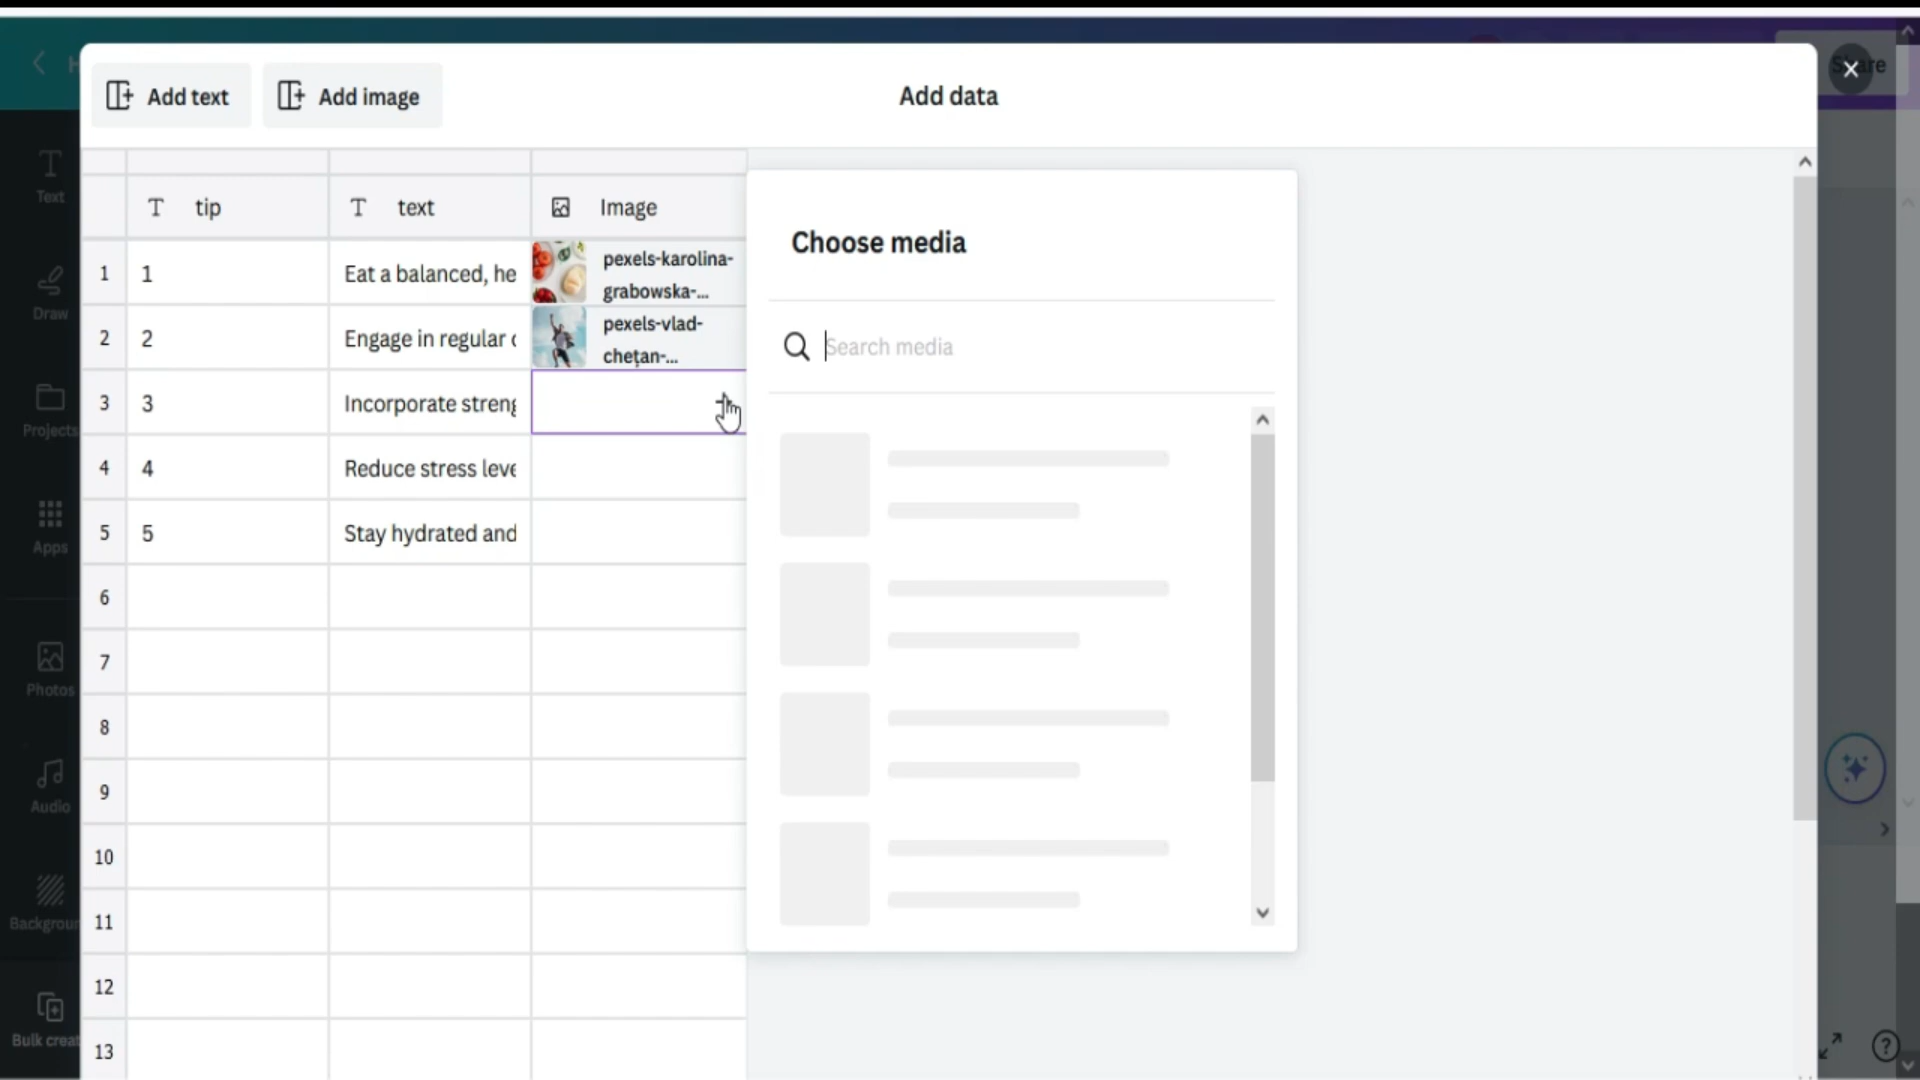 Share
Add text
Add image
Add data
Text
Draw
Projects
Apps
Photos
Audio
Backgroun
Bulk creat
tip
text
Image
1
1
Eat a balanced, he
pexels-karolina-
grabowska-...
2
2
Engage in regular c
pexels-vlad-
chețan-...
3
3
Incorporate streng
4
4
Reduce stress leve
5
5
Stay hydrated and
6
7
8
9
10
11
12
13
Choose media
Search media
?